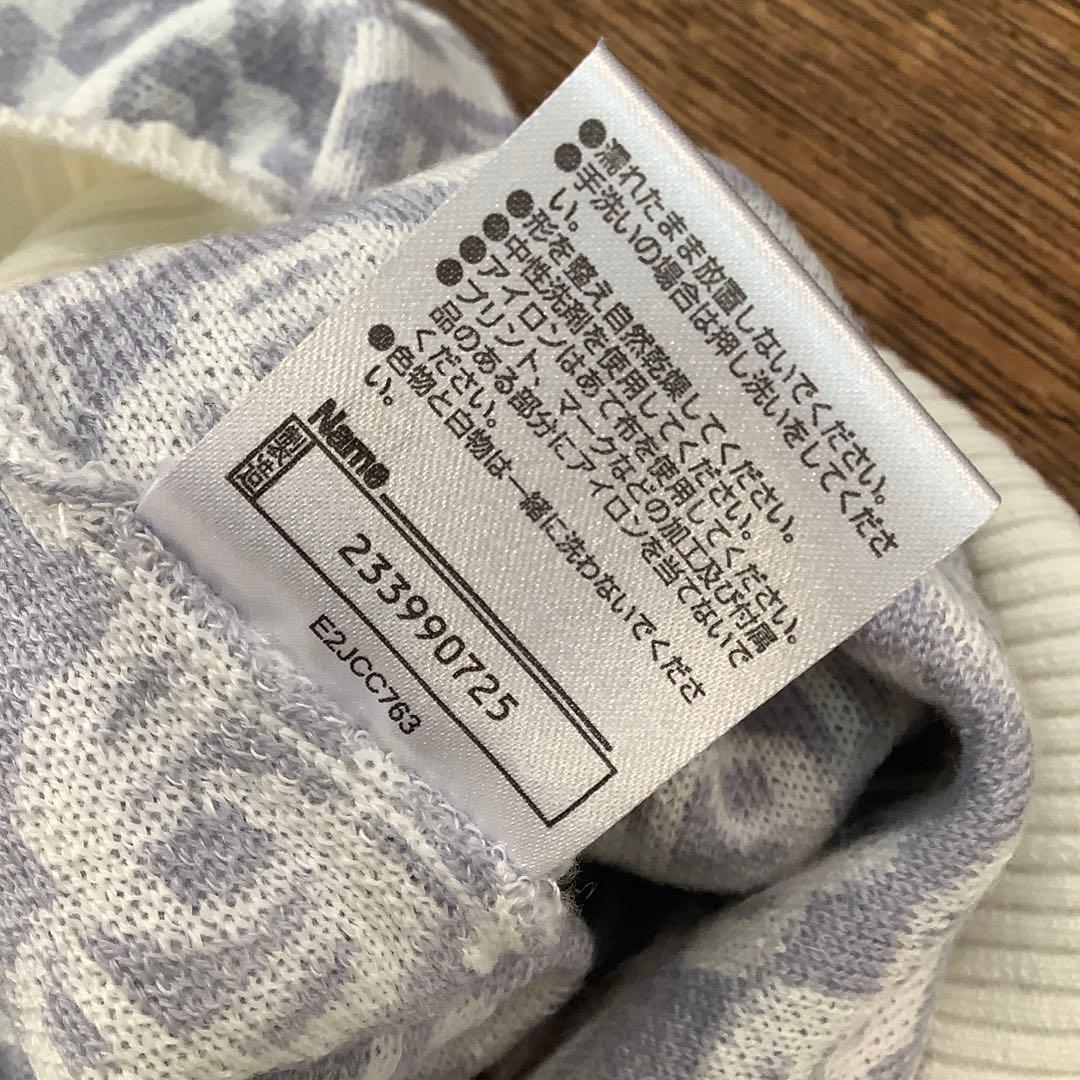 ●濡れたまま放置しないでください。
●手洗いの場合は押し洗いをしてくださ
い。
●形を整え自然乾燥してください。
●中性洗剤を使用してください。
●アイロンはあて布を使用してください。
●プリント、マークなどの加工及び付属
品のある部分にアイロンを当てないで
ください。
●色物と白物は一緒に洗わないでくださ
い。
Name
製造 233990725
E2JCC763